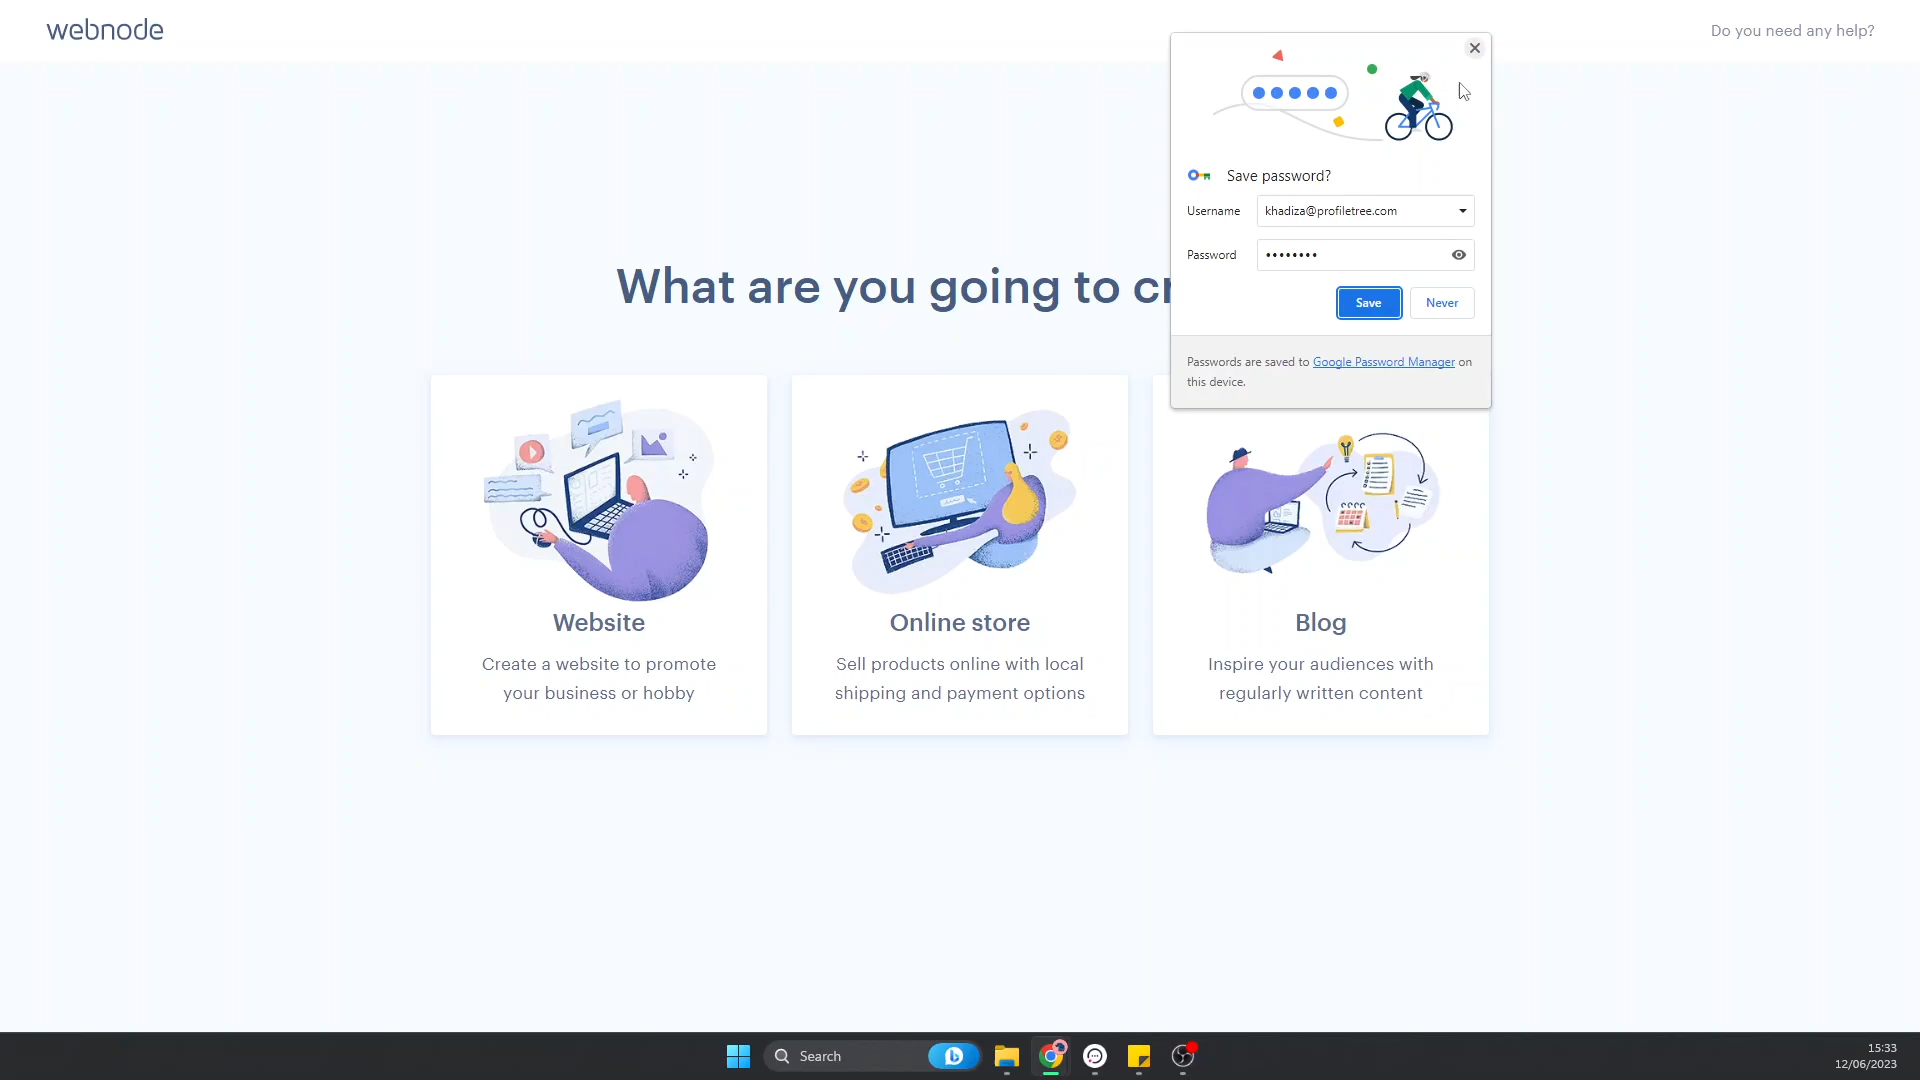 webnode
Do you need any help?
Save password?
Username
khadiza@profiletree.com
Password
••••••••
Save
Never
Passwords are saved to Google Password Manager on
this device.
What are you going to cr
Website
Create a website to promote
your business or hobby
Online store
Sell products online with local
shipping and payment options
Blog
Inspire your audiences with
regularly written content
Search
15:33
12/06/2023